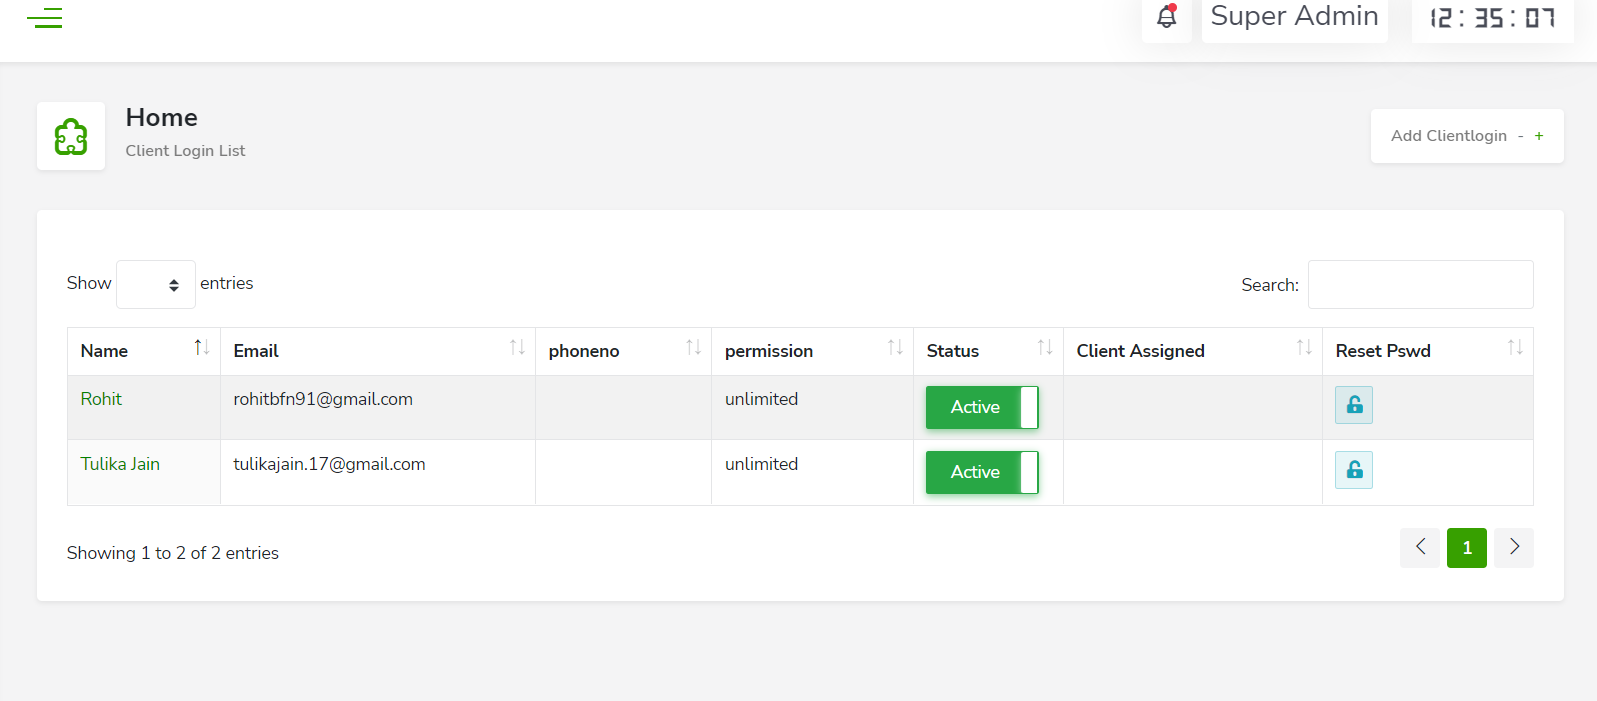 Super Admin
12:35:07
Home
Client Login List
Add Clientlogin - +
Show entries
Search:
Name Email phoneno permission Status Client Assigned Reset Pswd
Rohit rohitbfn91@gmail.com unlimited Active
Tulika Jain tulikajain.17@gmail.com unlimited Active
Showing 1 to 2 of 2 entries
1